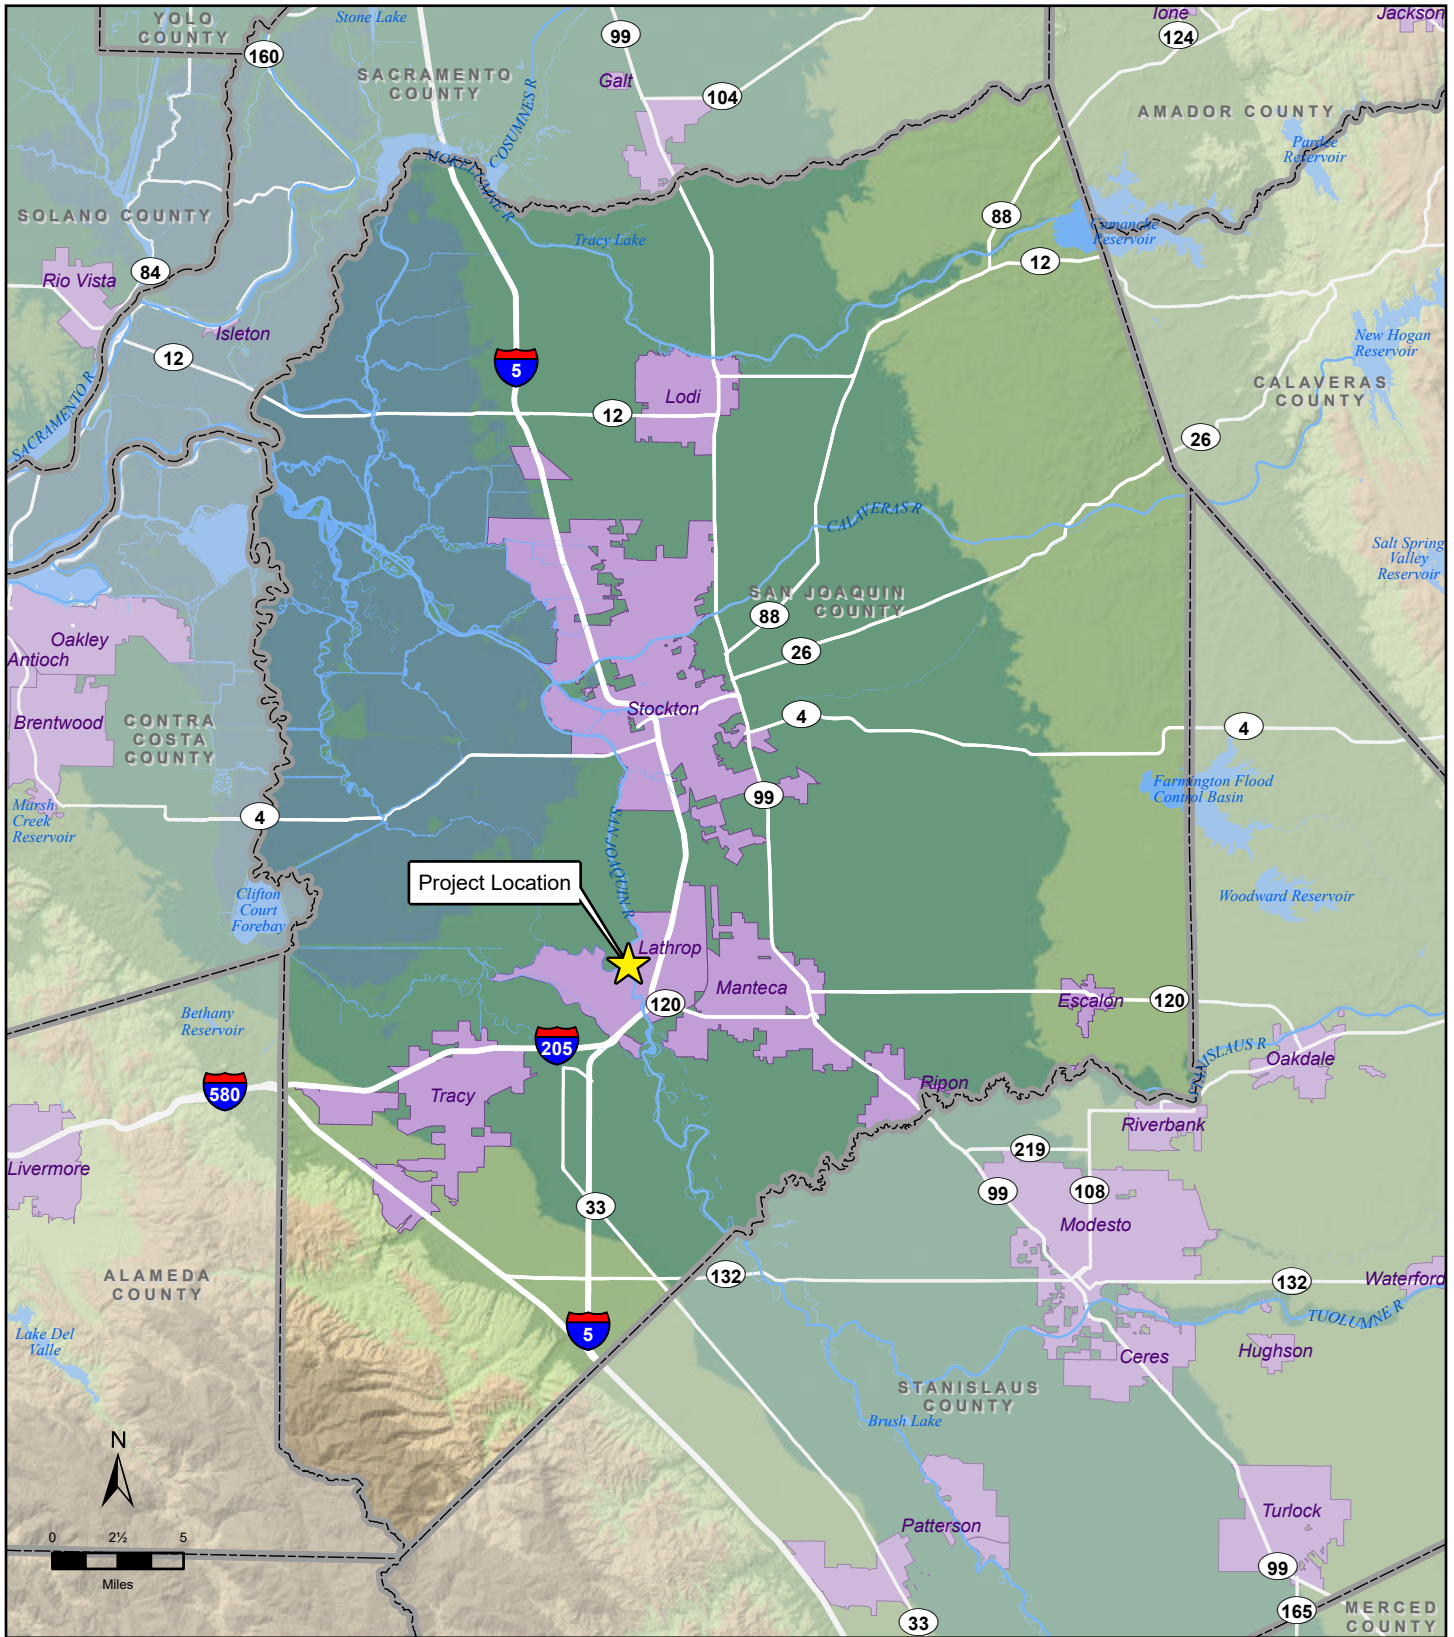 YOLO
COUNTY
Stone Lake
160
99
Ione
124
Jackson
SACRAMENTO
COUNTY
Galt
104
COSUMNES R
AMADOR COUNTY
Pardee
Reservoir
MOKELUMNE R
SOLANO COUNTY
88
Camanche
Reservoir
Tracy Lake
12
84
Rio Vista
Isleton
12
New Hogan
Reservoir
5
CALAVERAS
COUNTY
Lodi
12
SACRAMENTO R
26
CALAVERAS R
Salt Spring
Valley
Reservoir
SAN JOAQUIN
COUNTY
88
Oakley
Antioch
26
Brentwood
CONTRA
COSTA
COUNTY
Stockton
4
4
Farmington Flood
Control Basin
99
Marsh
Creek
Reservoir
4
SAN JOAQUIN R
Project Location
Clifton
Court
Forebay
Woodward Reservoir
Lathrop
Manteca
120
Escalon
120
Bethany
Reservoir
205
STANISLAUS R
Oakdale
580
Tracy
Ripon
Riverbank
Livermore
219
99
108
33
Modesto
ALAMEDA
COUNTY
132
132
Waterford
TUOLUMNE R
Lake Del
Valle
5
Ceres
Hughson
STANISLAUS
COUNTY
Brush Lake
N
Turlock
Patterson
0 2½ 5
Miles
99
33
165
MERCED
COUNTY